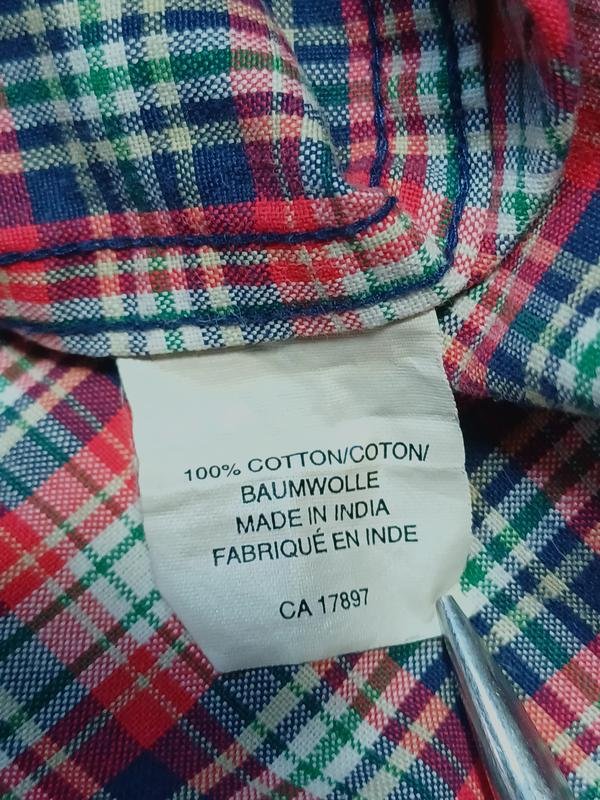 100% COTTON/COTON/
BAUMWOLLE
MADE IN INDIA
FABRIQUÉ EN INDE
CA 17897